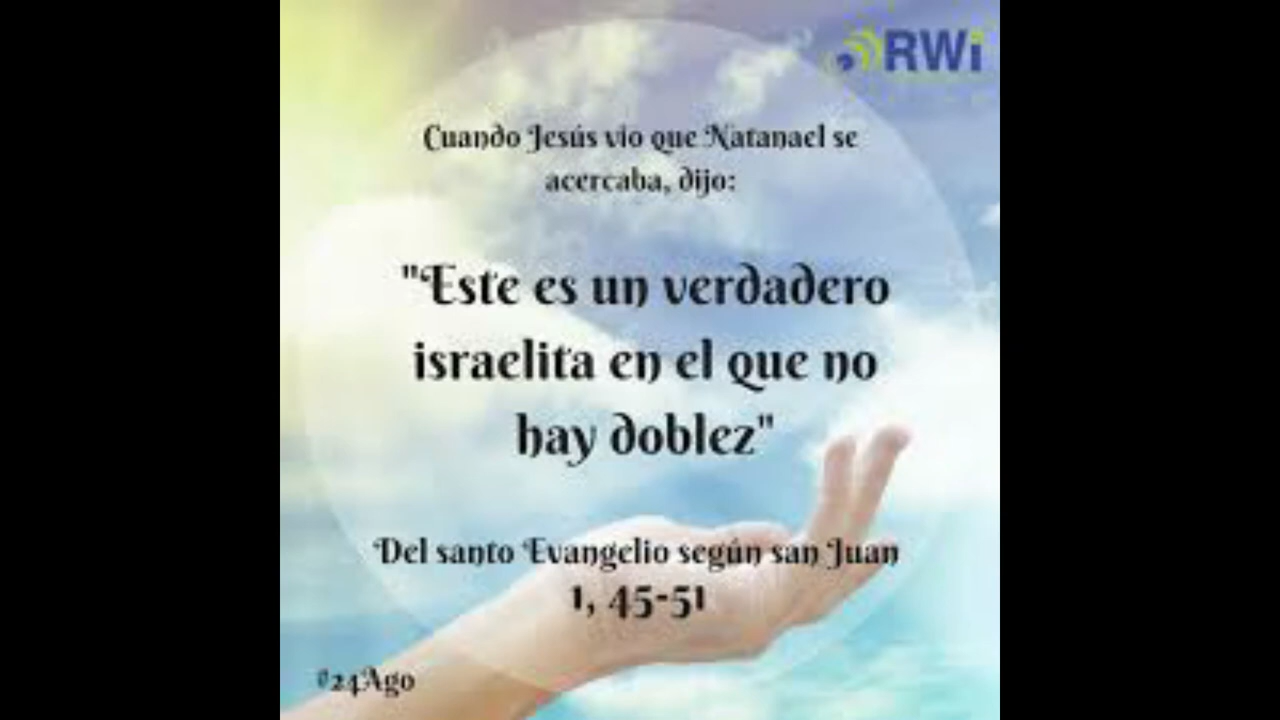 RWi
Cuando Jesús vio que Natanael se
acercaba, dijo:
"Este es un verdadero
israelita en el que no
hay doblez"
Del santo Evangelio según san Juan
1, 45-51
#24Ago